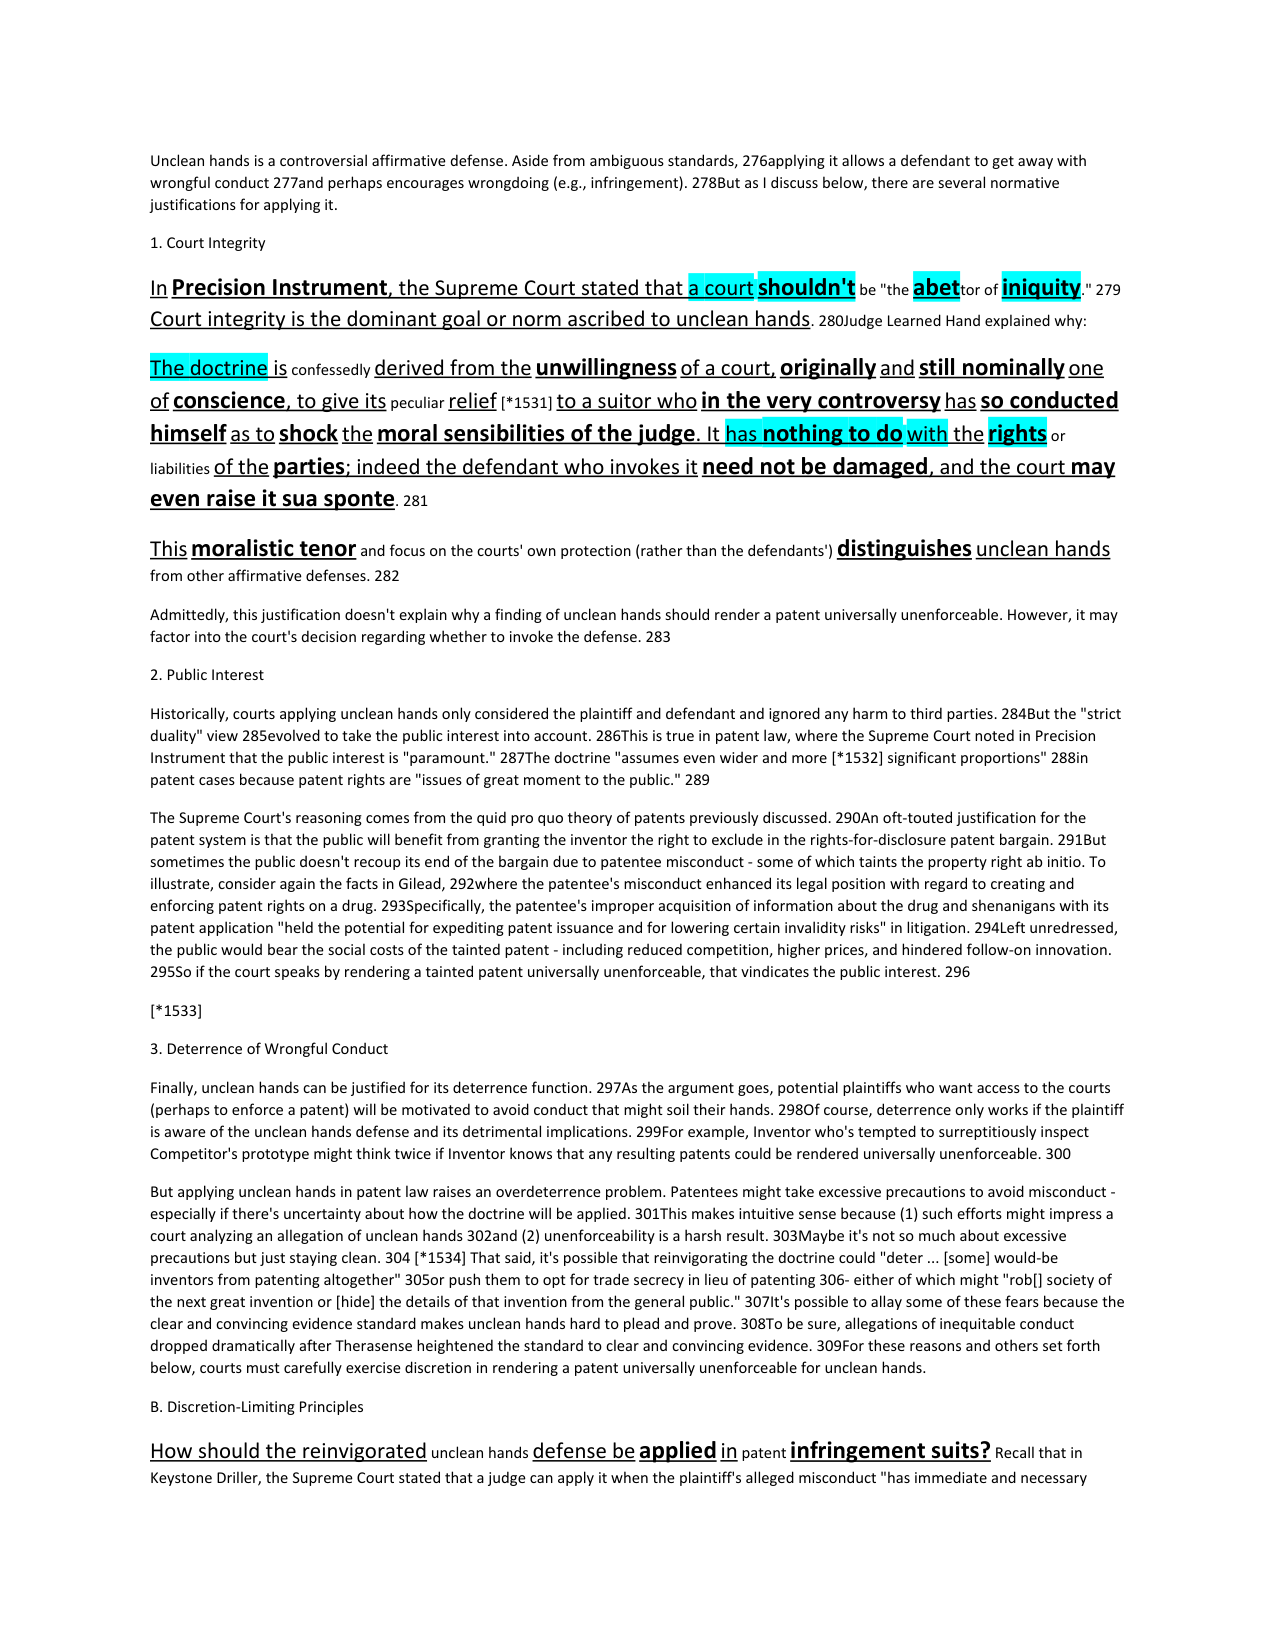 Unclean hands is a controversial affirmative defense. Aside from ambiguous standards, 276applying it allows a defendant to get away with
wrongful conduct 277and perhaps encourages wrongdoing (e.g., infringement). 278But as I discuss below, there are several normative
justifications for applying it.
1. Court Integrity
In Precision Instrument, the Supreme Court stated that a court shouldn't be "the abettor of iniquity." 279
Court integrity is the dominant goal or norm ascribed to unclean hands. 280Judge Learned Hand explained why:
The doctrine is confessedly derived from the unwillingness of a court, originally and still nominally one
of conscience, to give its peculiar relief [*1531] to a suitor who in the very controversy has so conducted
himself as to shock the moral sensibilities of the judge. It has nothing to do with the rights or
liabilities of the parties; indeed the defendant who invokes it need not be damaged, and the court may
even raise it sua sponte. 281
This moralistic tenor and focus on the courts' own protection (rather than the defendants') distinguishes unclean hands
from other affirmative defenses. 282
Admittedly, this justification doesn't explain why a finding of unclean hands should render a patent universally unenforceable. However, it may
factor into the court's decision regarding whether to invoke the defense. 283
2. Public Interest
Historically, courts applying unclean hands only considered the plaintiff and defendant and ignored any harm to third parties. 284But the "strict
duality" view 285evolved to take the public interest into account. 286This is true in patent law, where the Supreme Court noted in Precision
Instrument that the public interest is "paramount." 287The doctrine "assumes even wider and more [*1532] significant proportions" 288in
patent cases because patent rights are "issues of great moment to the public." 289
The Supreme Court's reasoning comes from the quid pro quo theory of patents previously discussed. 290An oft-touted justification for the
patent system is that the public will benefit from granting the inventor the right to exclude in the rights-for-disclosure patent bargain. 291But
sometimes the public doesn't recoup its end of the bargain due to patentee misconduct - some of which taints the property right ab initio. To
illustrate, consider again the facts in Gilead, 292where the patentee's misconduct enhanced its legal position with regard to creating and
enforcing patent rights on a drug. 293Specifically, the patentee's improper acquisition of information about the drug and shenanigans with its
patent application "held the potential for expediting patent issuance and for lowering certain invalidity risks" in litigation. 294Left unredressed,
the public would bear the social costs of the tainted patent - including reduced competition, higher prices, and hindered follow-on innovation.
295So if the court speaks by rendering a tainted patent universally unenforceable, that vindicates the public interest. 296
[*1533]
3. Deterrence of Wrongful Conduct
Finally, unclean hands can be justified for its deterrence function. 297As the argument goes, potential plaintiffs who want access to the courts
(perhaps to enforce a patent) will be motivated to avoid conduct that might soil their hands. 298Of course, deterrence only works if the plaintiff
is aware of the unclean hands defense and its detrimental implications. 299For example, Inventor who's tempted to surreptitiously inspect
Competitor's prototype might think twice if Inventor knows that any resulting patents could be rendered universally unenforceable. 300
But applying unclean hands in patent law raises an overdeterrence problem. Patentees might take excessive precautions to avoid misconduct -
especially if there's uncertainty about how the doctrine will be applied. 301This makes intuitive sense because (1) such efforts might impress a
court analyzing an allegation of unclean hands 302and (2) unenforceability is a harsh result. 303Maybe it's not so much about excessive
precautions but just staying clean. 304 [*1534] That said, it's possible that reinvigorating the doctrine could "deter ... [some] would-be
inventors from patenting altogether" 305or push them to opt for trade secrecy in lieu of patenting 306- either of which might "rob[] society of
the next great invention or [hide] the details of that invention from the general public." 307It's possible to allay some of these fears because the
clear and convincing evidence standard makes unclean hands hard to plead and prove. 308To be sure, allegations of inequitable conduct
dropped dramatically after Therasense heightened the standard to clear and convincing evidence. 309For these reasons and others set forth
below, courts must carefully exercise discretion in rendering a patent universally unenforceable for unclean hands.
B. Discretion-Limiting Principles
How should the reinvigorated unclean hands defense be applied in patent infringement suits? Recall that in
Keystone Driller, the Supreme Court stated that a judge can apply it when the plaintiff's alleged misconduct "has immediate and necessary